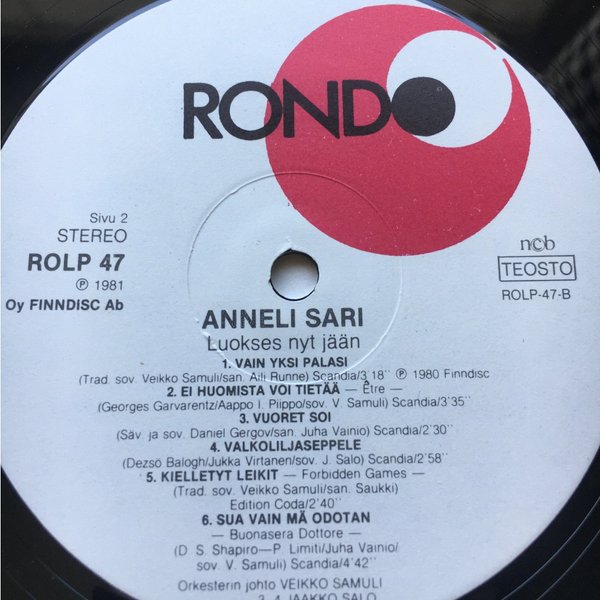 RONDO
Sivu 2
STEREO
ROLP 47
℗ 1981
Oy FINNDISC Ab
ncb
TEOSTO
ROLP-47-B
ANNELI SARI
Luokses nyt jään
1. VAIN YKSI PALASI
(Trad. sov. Veikko Samuli/san. Aili Runne) Scandia/3'18'' ℗ 1980 Finndisc
2. EI HUOMISTA VOI TIETÄÄ — Être —
(Georges Garvarentz/Aappo I. Piippo/sov. V. Samuli) Scandia/3'35''
3. VUORET SOI
(Säv. ja sov. Daniel Gergov/san. Juha Vainio) Scandia/2'30''
4. VALKOLILJASEPPELE
(Dezsö Balogh/Jukka Virtanen/sov. J. Salo) Scandia/2'58''
5. KIELLETYT LEIKIT — Forbidden Games —
(Trad. sov. Veikko Samuli/san. Saukki)
Edition Coda/2'40''
6. SUA VAIN MÄ ODOTAN
— Buonasera Dottore —
(D. S. Shapiro—P. Limiti/Juha Vainio/
sov. V. Samuli) Scandia/4'42''
Orkesterin johto VEIKKO SAMULI
3, 4 JAAKKO SALO